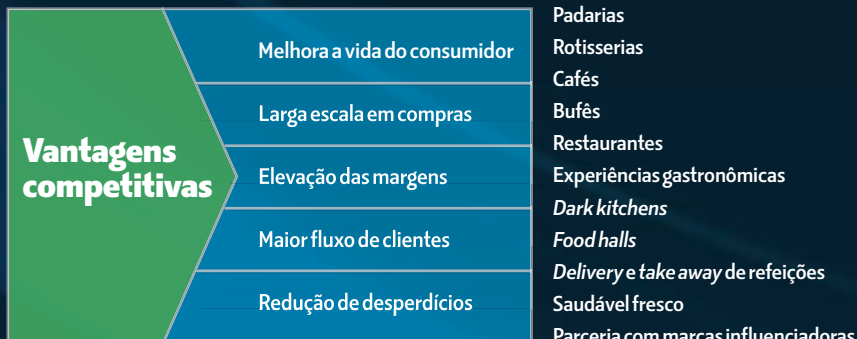 Vantagens
competitivas
Melhora a vida do consumidor
Larga escala em compras
Elevação das margens
Maior fluxo de clientes
Redução de desperdícios
Padarias
Rotisserias
Cafés
Bufês
Restaurantes
Experiências gastronômicas
Dark kitchens
Food halls
Delivery e take away de refeições
Saudável fresco
Parceria com marcas influenciadoras